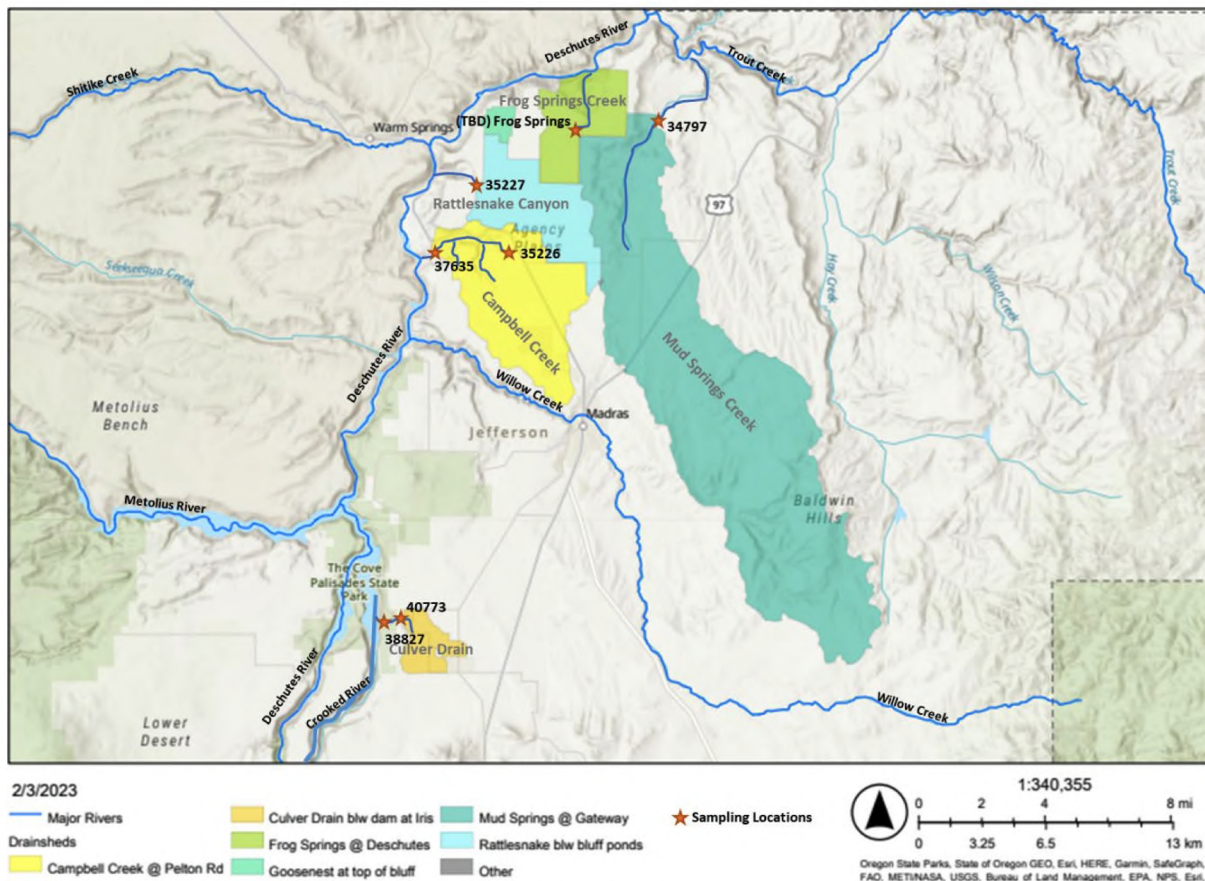 Deschutes River
Shitike Creek
Trout Creek
Frog Springs Creek
(TBD) Frog Springs
34797
Warm Springs
Trout Creek
35227
97
Rattlesnake Canyon
Agency
Plains
35226
37635
Seekseequa Creek
Hay Creek
Wilson Creek
Campbell Creek
Mud Springs Creek
Deschutes River
Willow Creek
Metolius
Bench
Madras
Jefferson
Metolius River
Baldwin
Hills
The Cove
Palisades State
Park
40773
38827
Culver Drain
Deschutes River
Crooked River
Willow Creek
Lower
Desert
2/3/2023
Major Rivers
Drainsheds
Campbell Creek @ Pelton Rd
Culver Drain blw dam at Iris
Frog Springs @ Deschutes
Goosenest at top of bluff
Mud Springs @ Gateway
Rattlesnake blw bluff ponds
Other
Sampling Locations
1:340,355
0 2 4 8 mi
0 3.25 6.5 13 km
Oregon State Parks, State of Oregon GEO, Esri, HERE, Garmin, SafeGraph,
FAO, METI/NASA, USGS, Bureau of Land Management, EPA, NPS, Esri,